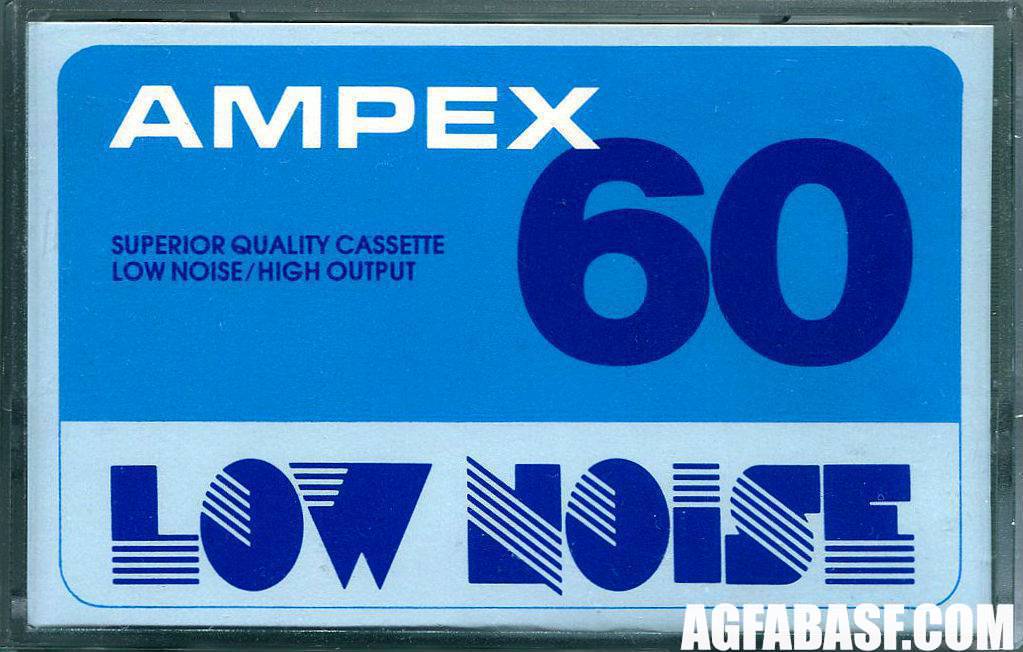 AMPEX
60
SUPERIOR QUALITY CASSETTE
LOW NOISE/HIGH OUTPUT
LOW NOISE
AGFABASF.COM